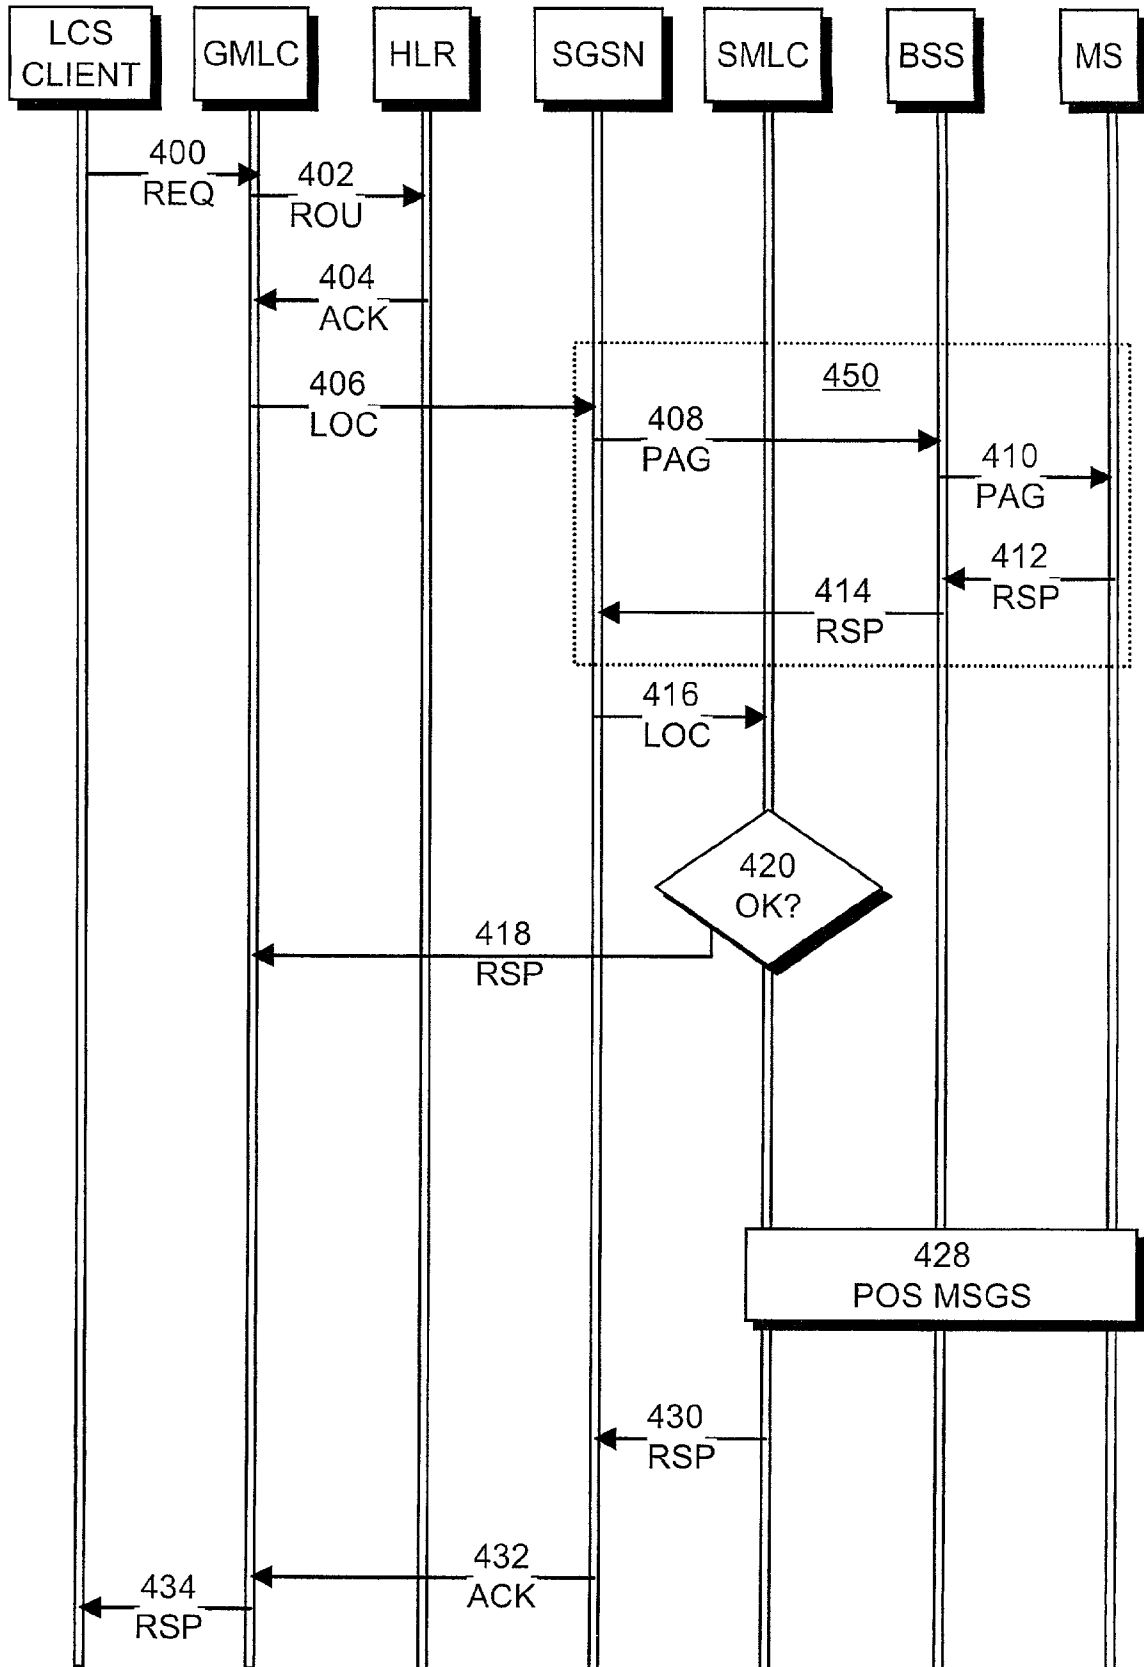 LCS
CLIENT
GMLC
HLR
SGSN
SMLC
BSS
MS
400
REQ
402
ROU
404
ACK
406
LOC
450
408
PAG
410
PAG
412
RSP
414
RSP
416
LOC
420
OK?
418
RSP
428
POS MSGS
430
RSP
432
ACK
434
RSP